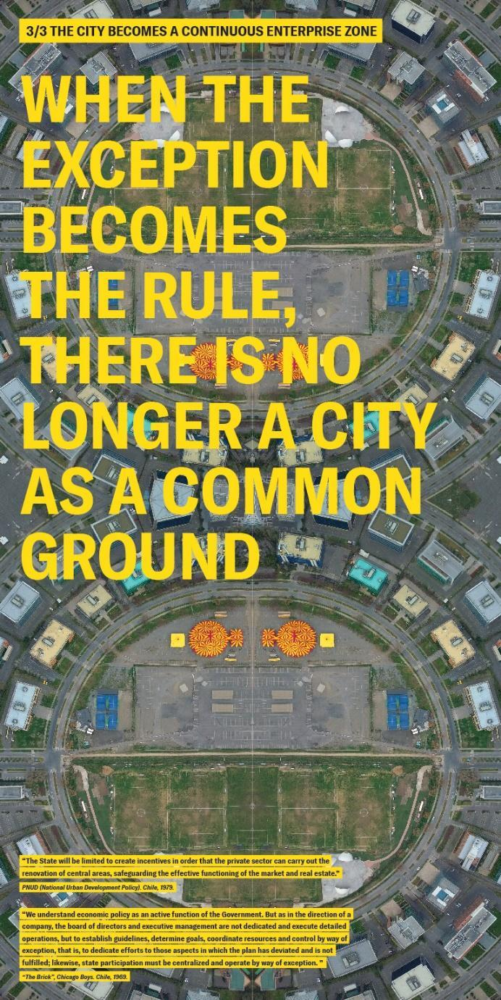 3/3 THE CITY BECOMES A CONTINUOUS ENTERPRISE ZONE
WHEN THE
EXCEPTION
BECOMES
THE RULE,
THERE IS NO
LONGER A CITY
AS A COMMON
GROUND
“The State will be limited to create incentives in order that the private sector can carry out the
renovation of central areas, safeguarding the effective functioning of the market and real estate.”
PNUD (National Urban Development Policy). Chile, 1979.
“We understand economic policy as an active function of the Government. But as in the direction of a
company, the board of directors and executive management are not dedicated and execute detailed
operations, but to establish guidelines, determine goals, coordinate resources and control by way of
exception, that is, to dedicate efforts to those aspects in which the plan has deviated and is not
fulfilled; likewise, state participation must be centralized and operate by way of exception. ”
“The Brick”, Chicago Boys. Chile, 1969.